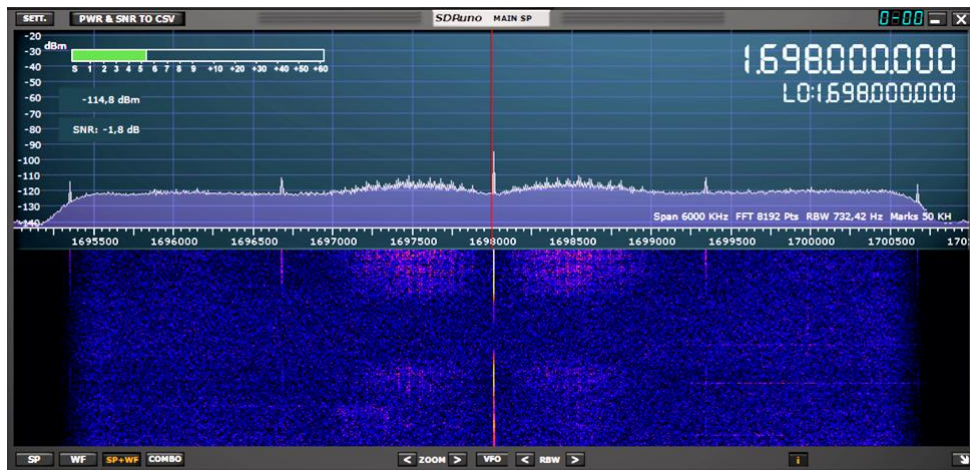 SETT. PWR & SNR TO CSV SDRuno MAIN SP 0-00
-20
dBm
-30
-40
S 1 2 3 4 5 6 7 8 9 +10 +20 +30 +40 +50 +60
1.698.000.000
-50
LO:1.698.000.000
-60
-114,8 dBm
-70
-80
SNR: -1,8 dB
-90
-100
-110
-120
-130
Span 6000 KHz FFT 8192 Pts RBW 732,42 Hz Marks 50 KH
-140
1695500 1696000 1696500 1697000 1697500 1698000 1698500 1699000 1699500 1700000 1700500
SP WF SP+WF COMBO < ZOOM > VFO < RBW > i